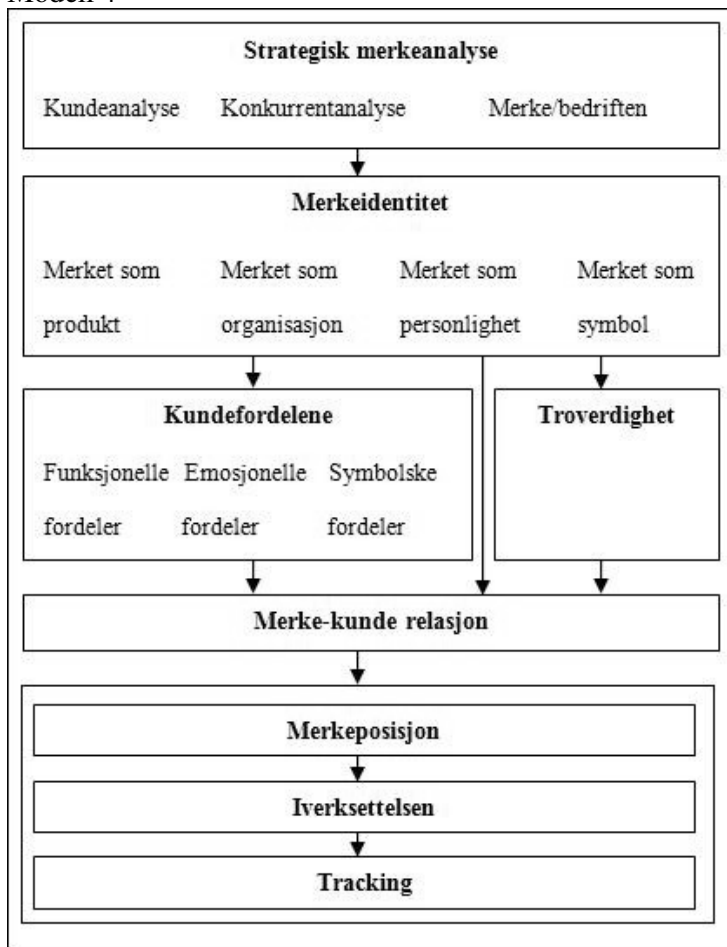 Modell 4
Strategisk merkeanalyse
Kundeanalyse Konkurrentanalyse Merke/bedriften
Merkeidentitet
Merket som Merket som Merket som Merket som
produkt organisasjon personlighet symbol
Kundefordelene Troverdighet
Funksjonelle Emosjonelle Symbolske
fordeler fordeler fordeler
Merke-kunde relasjon
Merkeposisjon
Iverksettelsen
Tracking